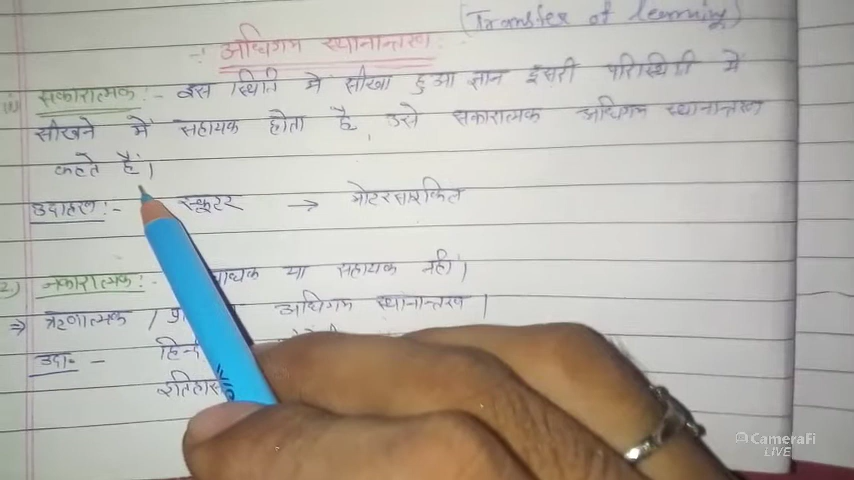 (Transfer of learning)
:- अधिगम स्थानान्तरण :-
सकारात्मक :- इस स्थिति में सीखा हुआ ज्ञान दूसरी परिस्थिती में
सीखने में सहायक होता है, उसे सकारात्मक अधिगम स्थानान्तरण
कहते हैं।
उदाहरण :- स्कूटर → मोटरसाइकिल
2.) नकारात्मक :- बाधक या सहायक नहीं।
⇒ ऋणात्मक / अधिगम स्थानान्तरण।
उदा० -
CameraFi
LIVE